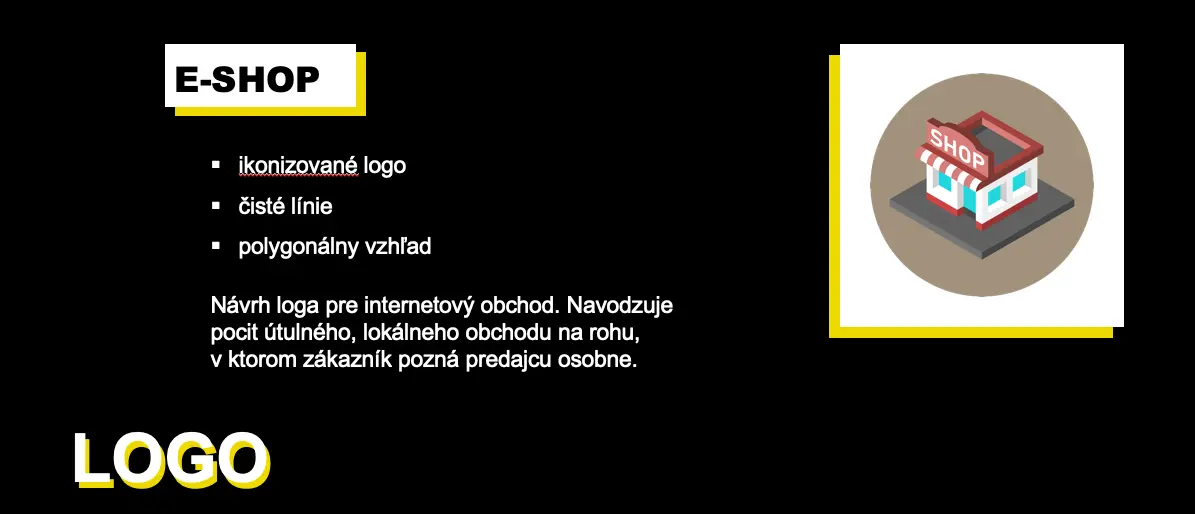 E-SHOP
▪ ikonizované logo
▪ čisté línie
▪ polygonálny vzhľad
Návrh loga pre internetový obchod. Navodzuje
pocit útulného, lokálneho obchodu na rohu,
v ktorom zákazník pozná predajcu osobne.
SHOP
LOGO